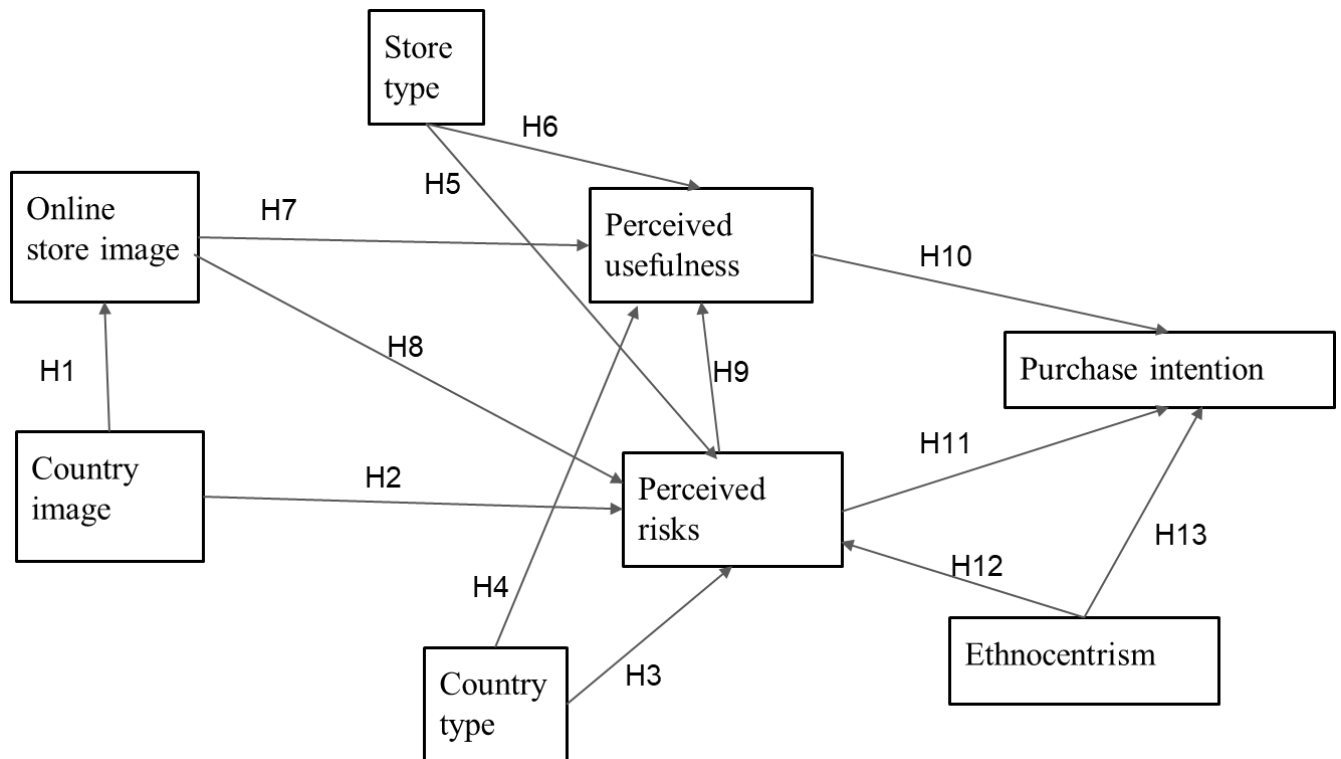 Store
type
H6
H5
Online
store image
H7
Perceived
usefulness
H10
H8
H1
H9
Purchase intention
Country
image
H2
Perceived
risks
H11
H4
H12
H13
H3
Country
type
Ethnocentrism